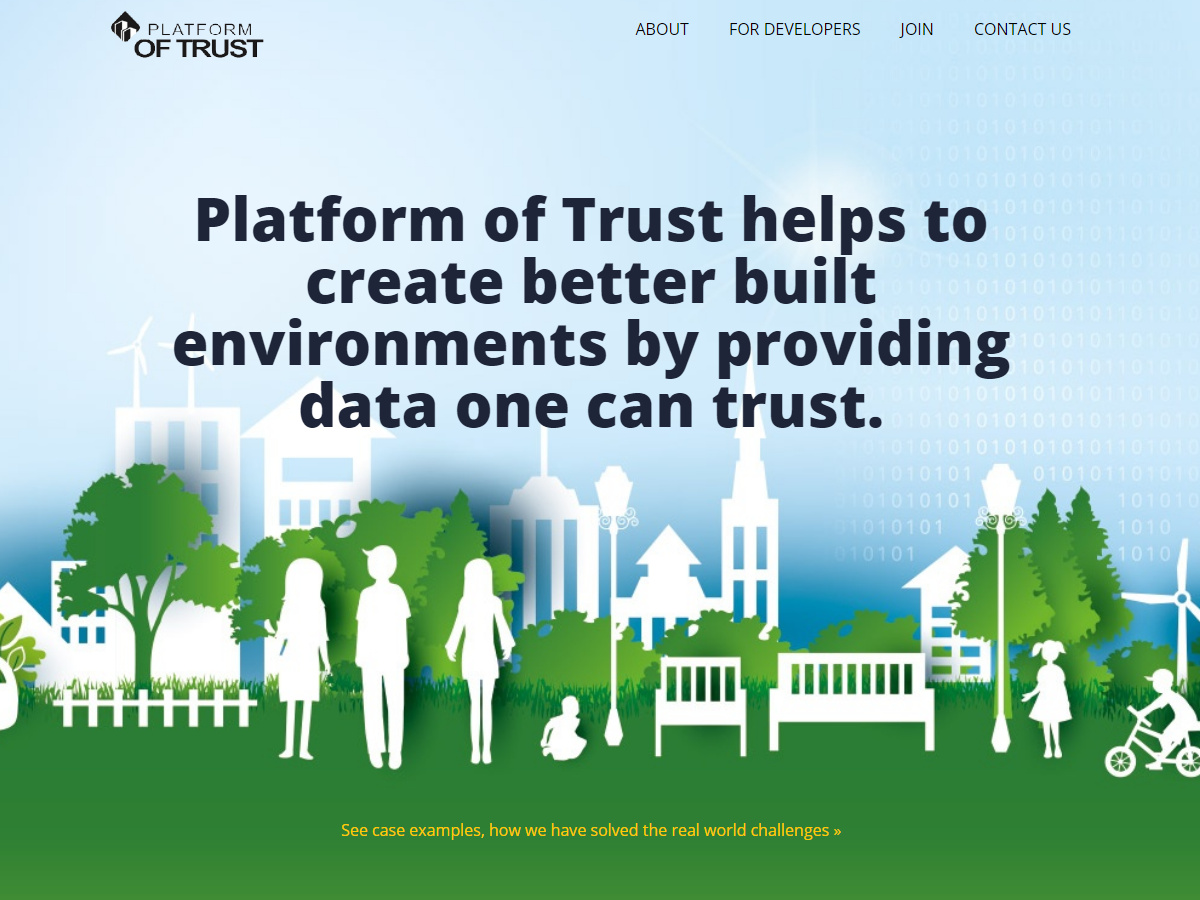 PLATFORM
OF TRUST
ABOUT FOR DEVELOPERS JOIN CONTACT US
Platform of Trust helps to
create better built
environments by providing
data one can trust.
See case examples, how we have solved the real world challenges »